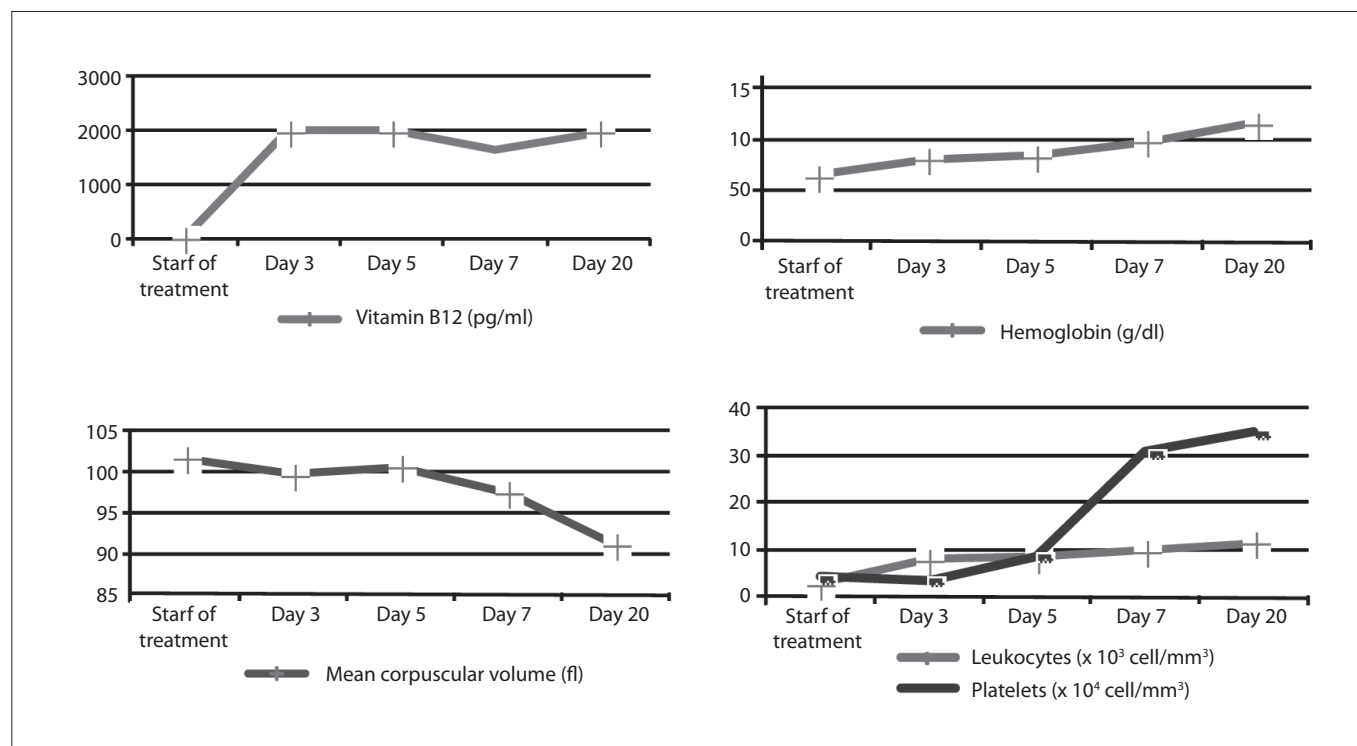 3000
2000
1000
0
Starf of
treatment
Day 3
Day 5
Day 7
Day 20
Vitamin B12 (pg/ml)
15
10
50
0
Starf of
treatment
Day 3
Day 5
Day 7
Day 20
Hemoglobin (g/dl)
105
100
95
90
85
Starf of
treatment
Day 3
Day 5
Day 7
Day 20
Mean corpuscular volume (fl)
40
30
20
10
0
Starf of
treatment
Day 3
Day 5
Day 7
Day 20
Leukocytes (x 10³ cell/mm³)
Platelets (x 10⁴ cell/mm³)